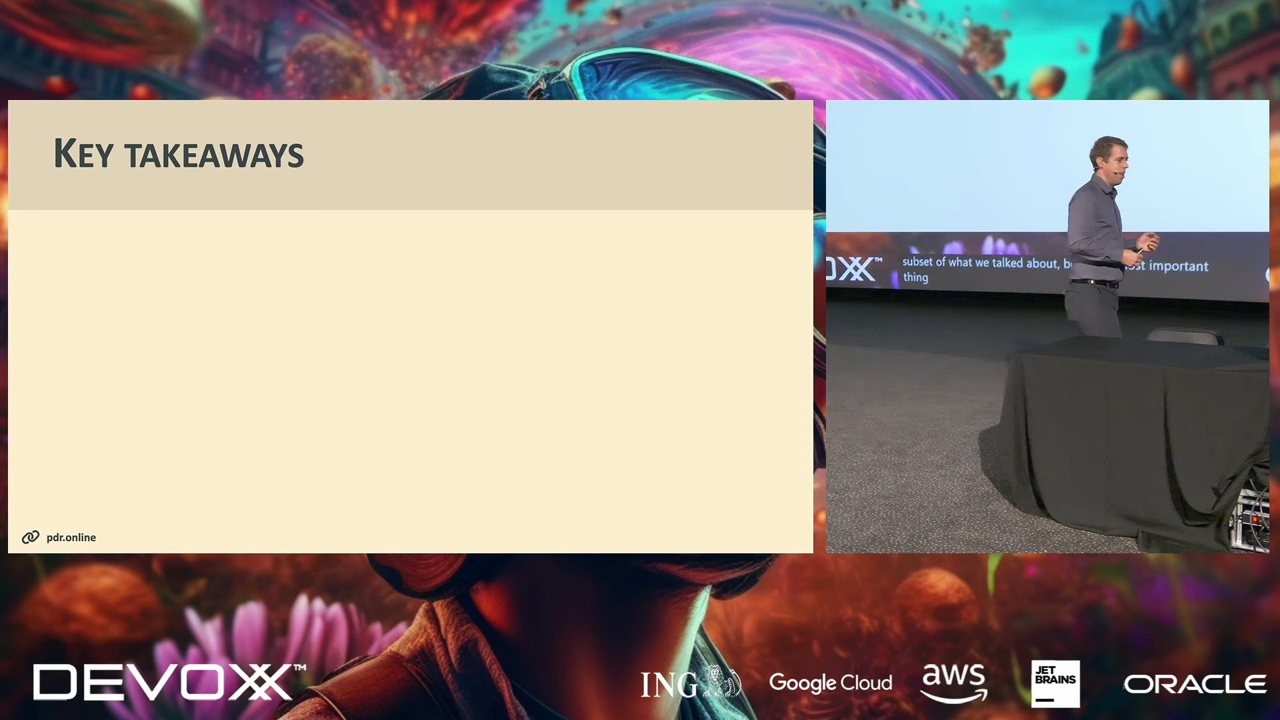 KEY TAKEAWAYS
subset of what we talked about,
st important
thing
pdr.online
DEVOXX™
ING
Google Cloud
aws
JET
BRAINS
ORACLE